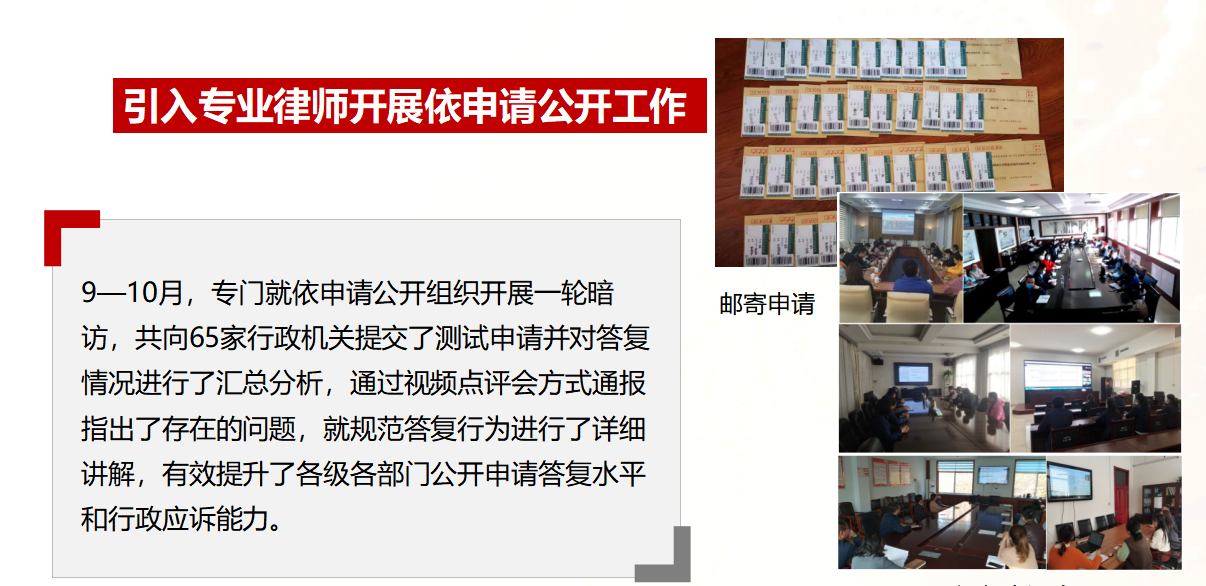 引入专业律师开展依申请公开工作
9—10月，专门就依申请公开组织开展一轮暗
访，共向65家行政机关提交了测试申请并对答复
情况进行了汇总分析，通过视频点评会方式通报
指出了存在的问题，就规范答复行为进行了详细
讲解，有效提升了各级各部门公开申请答复水平
和行政应诉能力。
邮寄申请